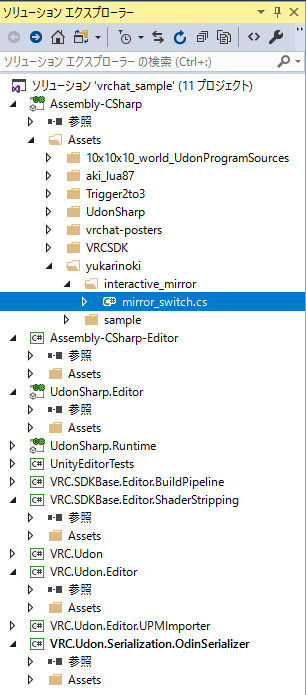 ソリューション エクスプローラー
ソリューション エクスプローラー の検索 (Ctrl+:)
ソリューション 'vrchat_sample' (11 プロジェクト)
Assembly-CSharp
参照
Assets
10x10x10_world_UdonProgramSources
aki_lua87
Trigger2to3
UdonSharp
vrchat-posters
VRCSDK
yukarinoki
interactive_mirror
C# mirror_switch.cs
sample
C# Assembly-CSharp-Editor
参照
Assets
UdonSharp.Editor
参照
Assets
UdonSharp.Runtime
C# UnityEditorTests
C# VRC.SDKBase.Editor.BuildPipeline
C# VRC.SDKBase.Editor.ShaderStripping
参照
Assets
C# VRC.Udon
C# VRC.Udon.Editor
参照
Assets
C# VRC.Udon.Editor.UPMImporter
C# VRC.Udon.Serialization.OdinSerializer
参照
Assets